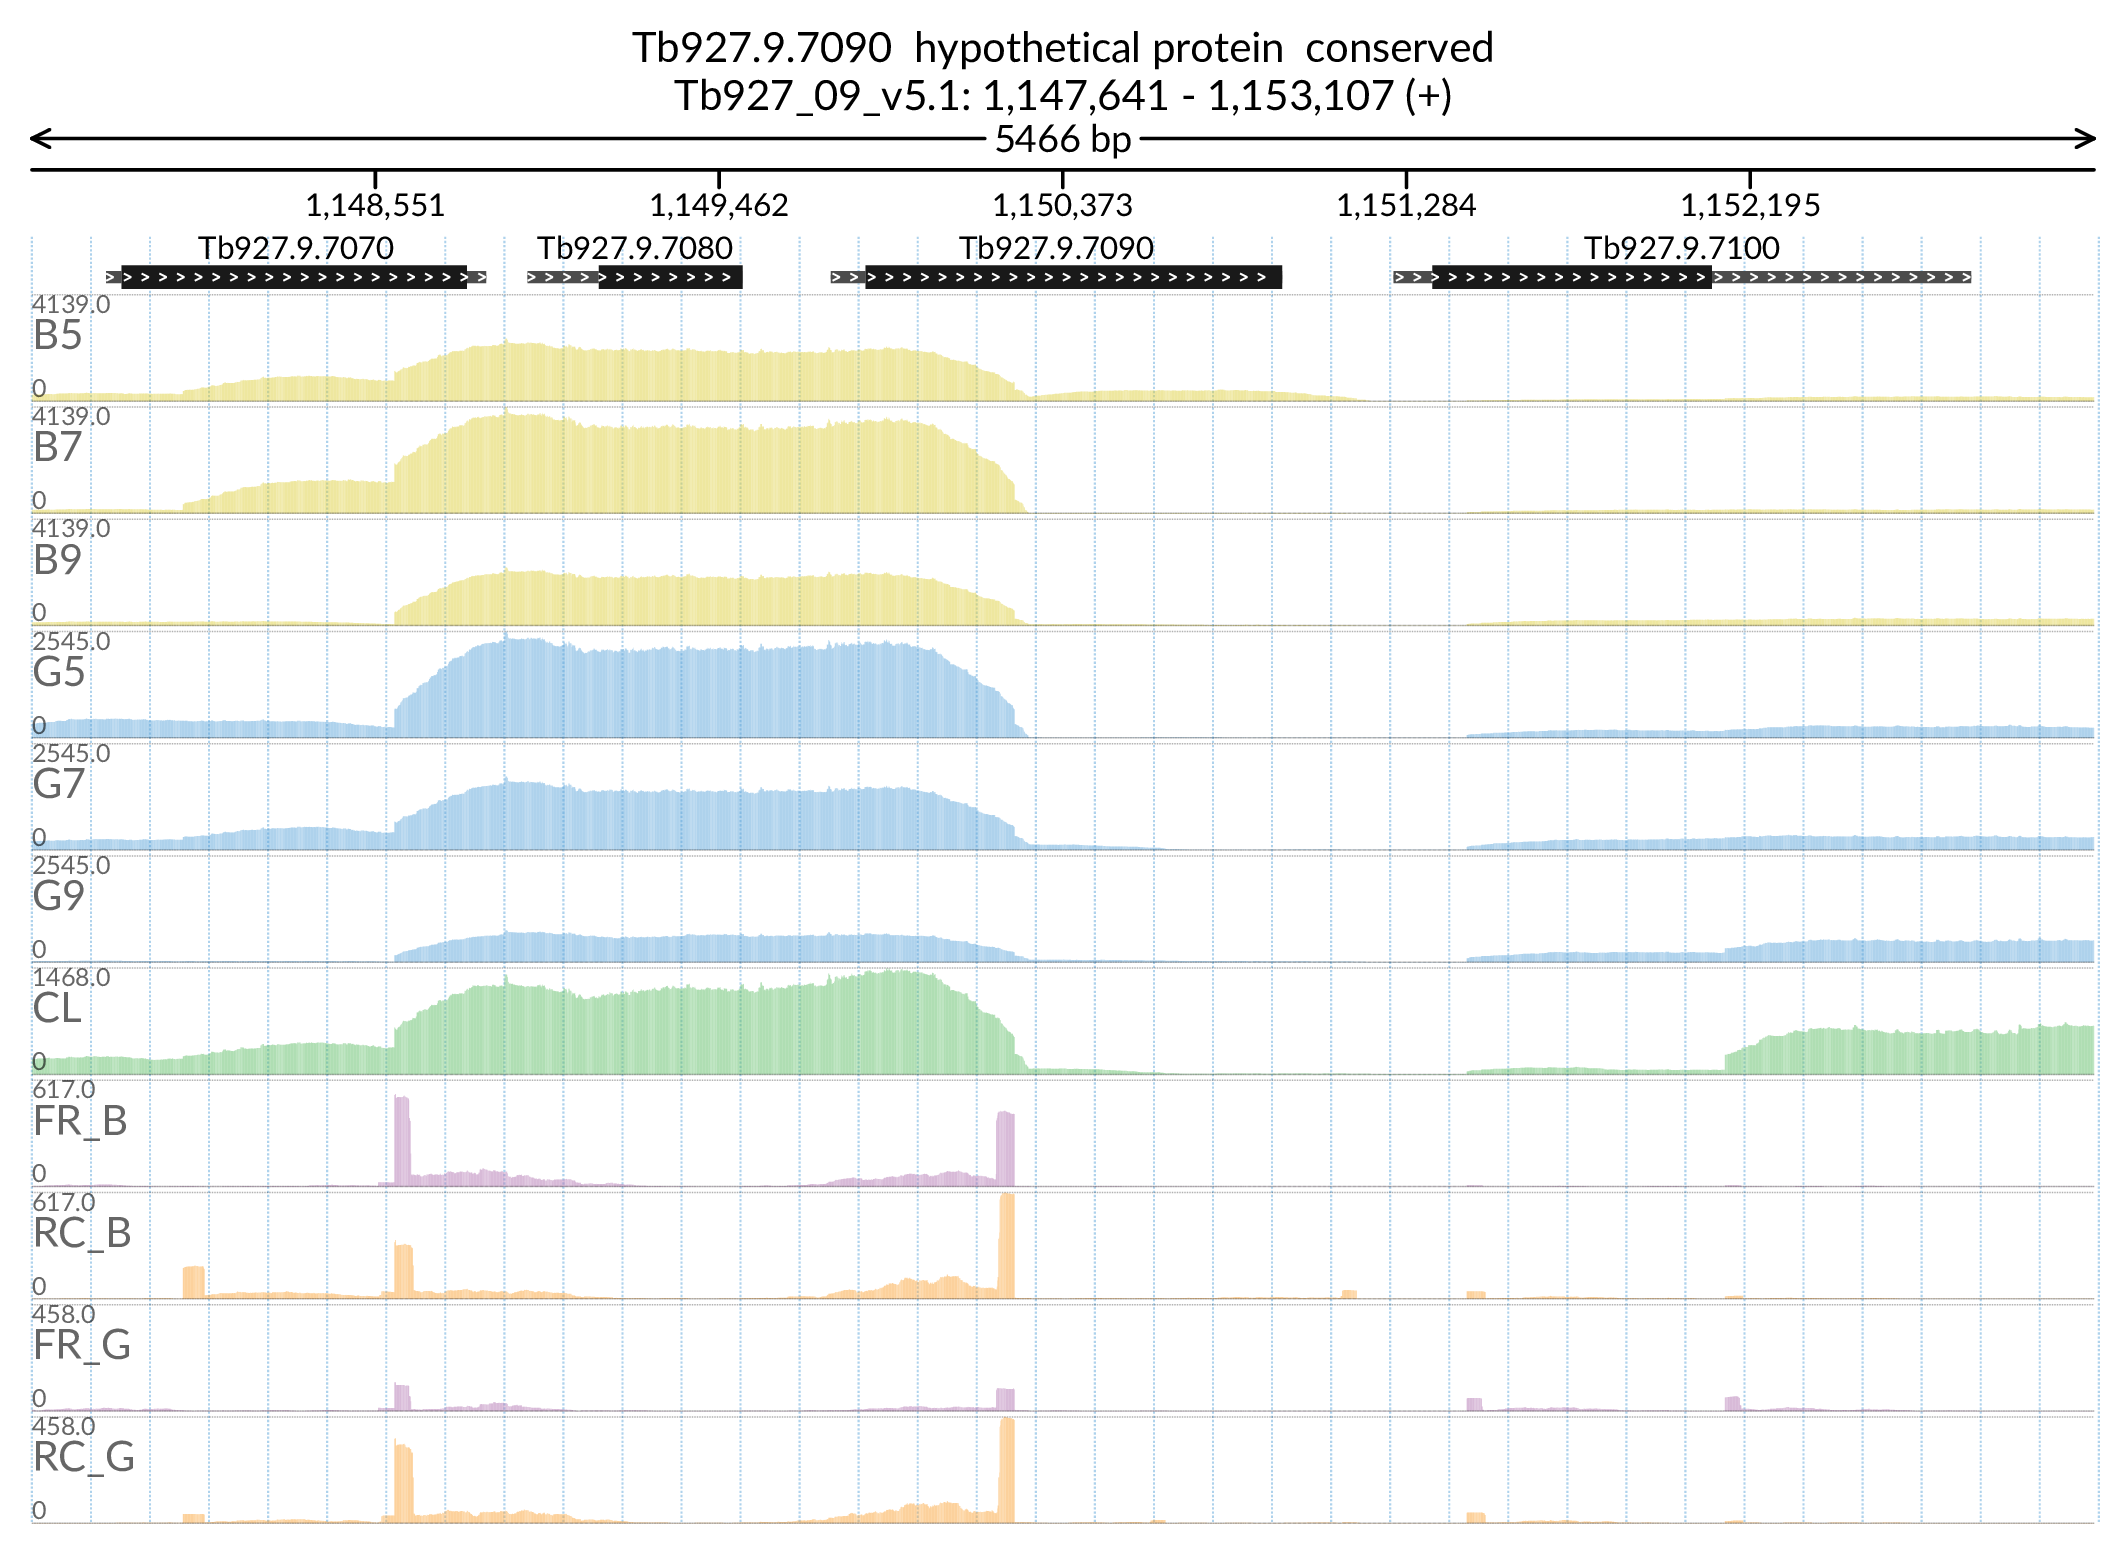 Tb927.9.7090  hypothetical protein  conserved
Tb927_09_v5.1: 1,147,641 - 1,153,107 (+)
5466 bp
1,148,551 1,149,462 1,150,373 1,151,284 1,152,195
Tb927.9.7070 Tb927.9.7080 Tb927.9.7090 Tb927.9.7100
4139.0
B5
0
4139.0
B7
0
4139.0
B9
0
2545.0
G5
0
2545.0
G7
0
2545.0
G9
0
1468.0
CL
0
617.0
FR_B
0
617.0
RC_B
0
458.0
FR_G
0
458.0
RC_G
0